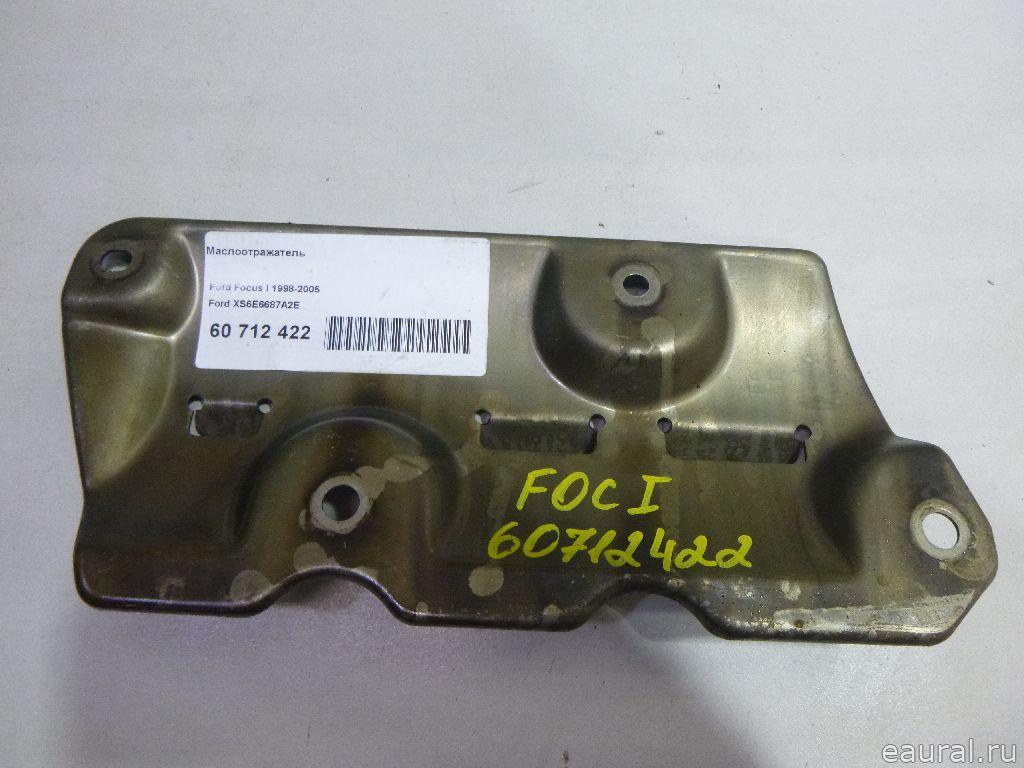 Маслоотражатель
Ford Focus I 1998-2005
Ford XS6E6687A2E
60 712 422
FOC I
60712422
eaural.ru